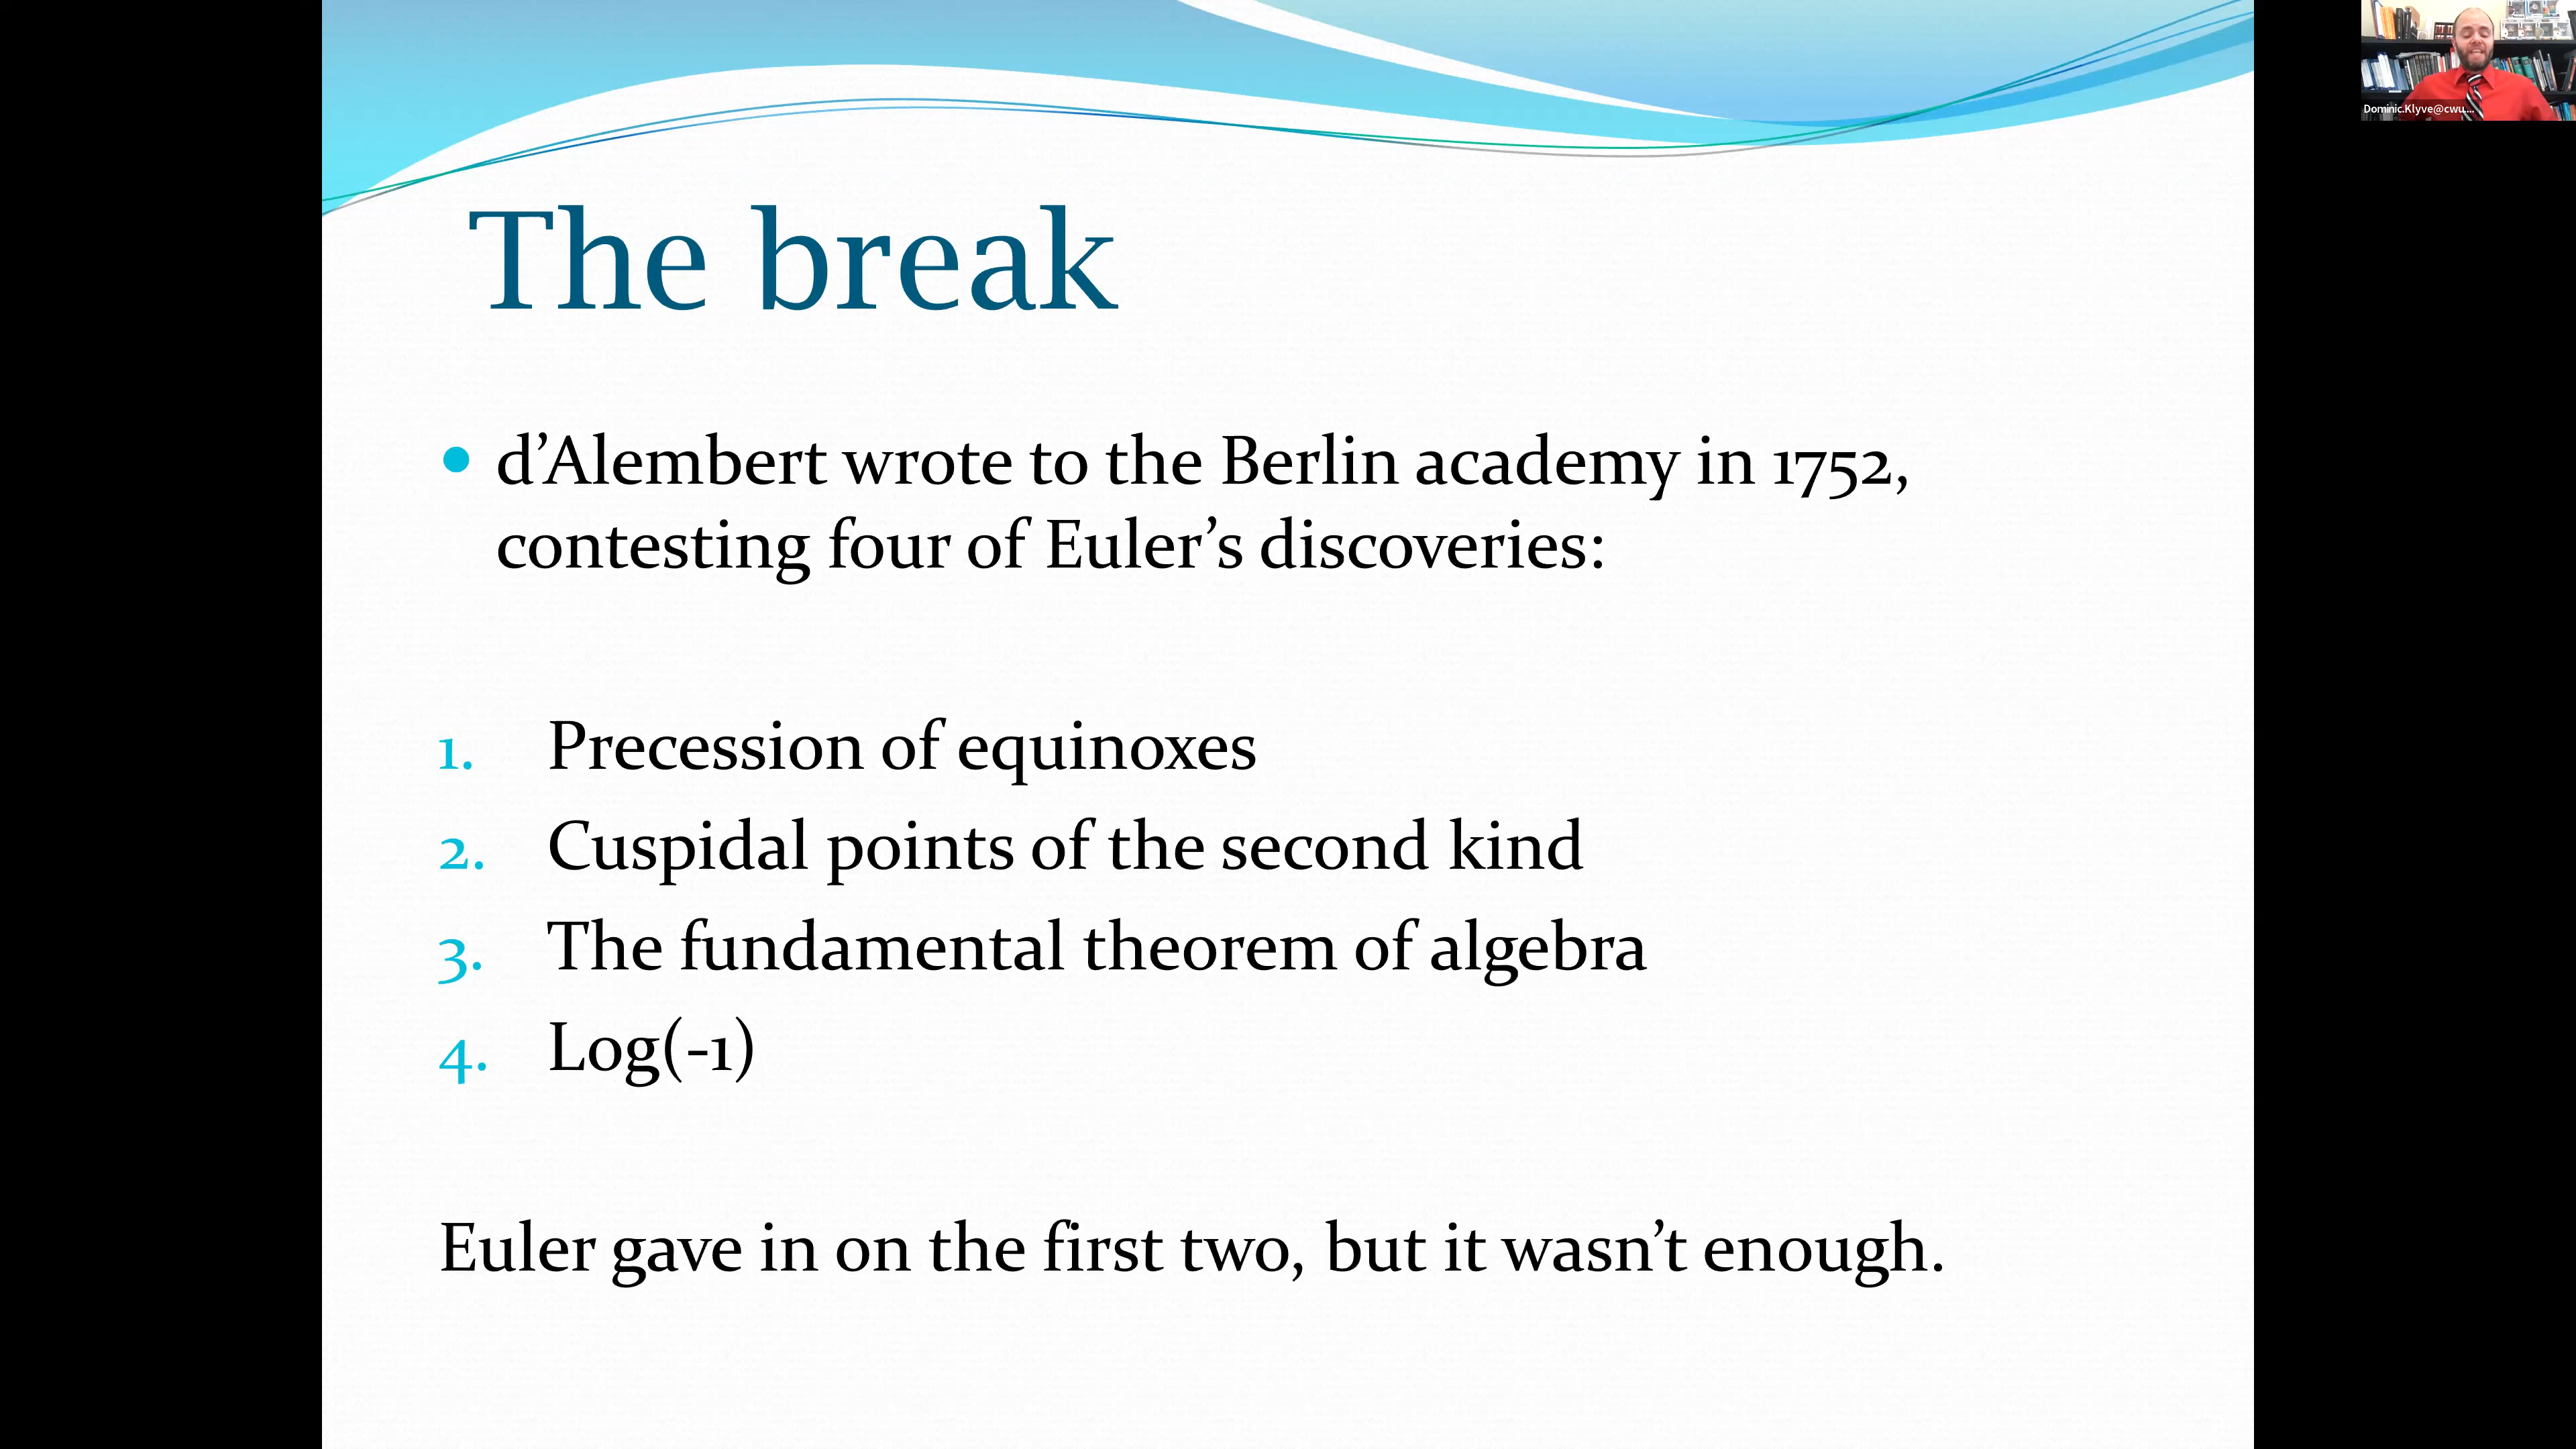 The break
• d’Alembert wrote to the Berlin academy in 1752,
contesting four of Euler’s discoveries:
1. Precession of equinoxes
2. Cuspidal points of the second kind
3. The fundamental theorem of algebra
4. Log(-1)
Euler gave in on the first two, but it wasn’t enough.
Dominic.Klyve@cwu....